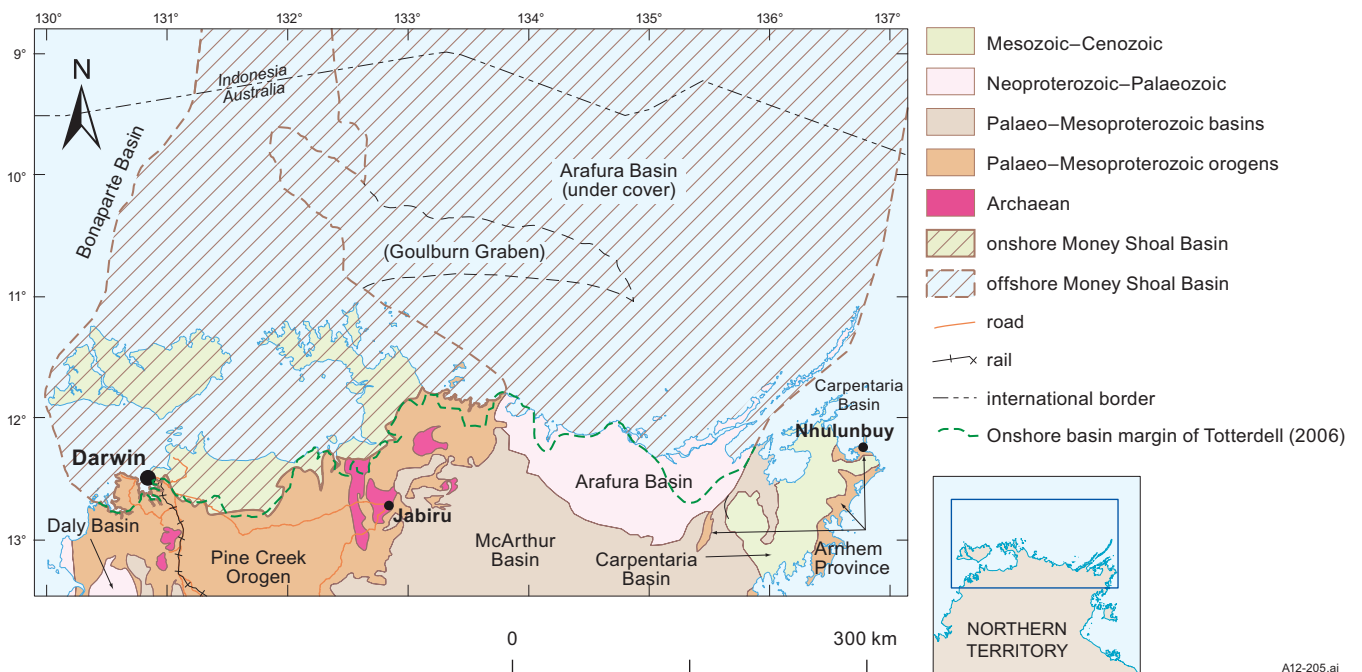 130°
131°
132°
133°
134°
135°
136°
137°
9°
10°
11°
12°
13°
N
Indonesia
Australia
Bonaparte Basin
Arafura Basin
(under cover)
(Goulburn Graben)
Carpentaria
Basin
Nhulunbuy
Darwin
Arafura Basin
Jabiru
Daly Basin
McArthur
Basin
Pine Creek
Orogen
Carpentaria
Basin
Arnhem
Province
Mesozoic–Cenozoic
Neoproterozoic–Palaeozoic
Palaeo–Mesoproterozoic basins
Palaeo–Mesoproterozoic orogens
Archaean
onshore Money Shoal Basin
offshore Money Shoal Basin
road
rail
international border
Onshore basin margin of Totterdell (2006)
NORTHERN
TERRITORY
0
300 km
A12-205.ai